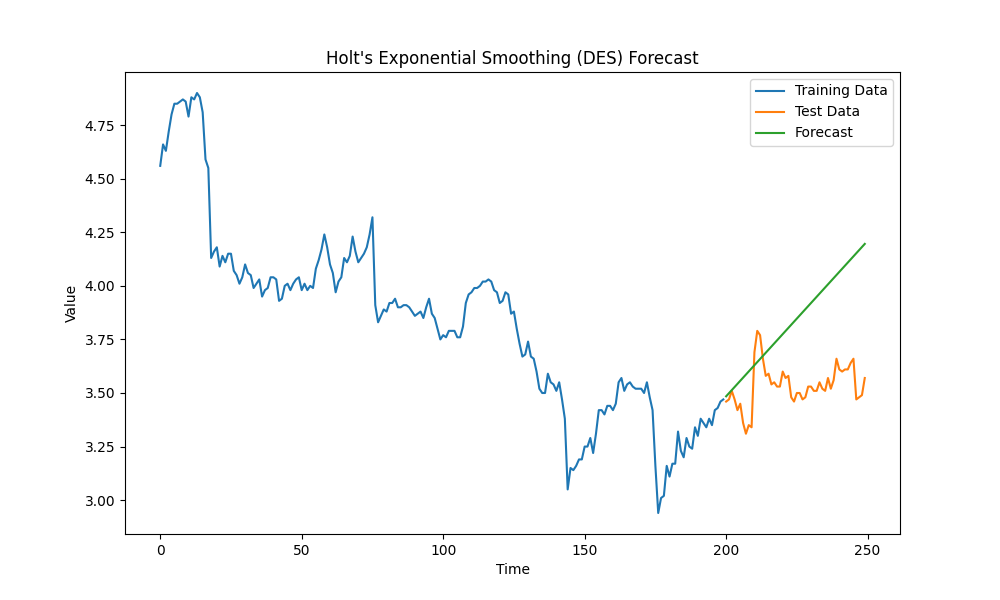 Holt's Exponential Smoothing (DES) Forecast
Training Data
Test Data
Forecast
Value
4.75
4.50
4.25
4.00
3.75
3.50
3.25
3.00
0 50 100 150 200 250
Time